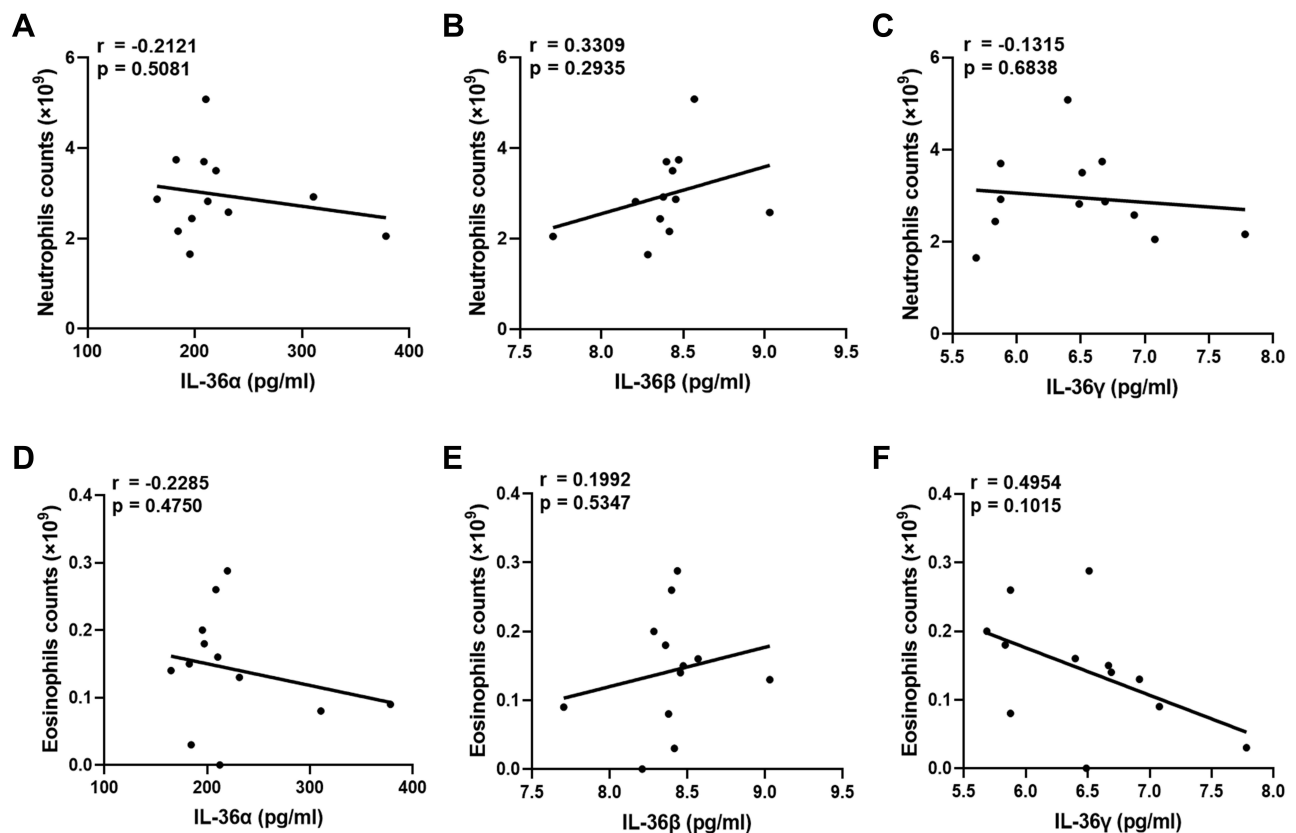 A
r = -0.2121
p = 0.5081
Neutrophils counts (×10⁹)
6
4
2
0
100
200
300
400
IL-36α (pg/ml)
B
r = 0.3309
p = 0.2935
Neutrophils counts (×10⁹)
6
4
2
0
7.5
8.0
8.5
9.0
9.5
IL-36β (pg/ml)
C
r = -0.1315
p = 0.6838
Neutrophils counts (×10⁹)
6
4
2
0
5.5
6.0
6.5
7.0
7.5
8.0
IL-36γ (pg/ml)
D
r = -0.2285
p = 0.4750
Eosinophils counts (×10⁹)
0.4
0.3
0.2
0.1
0.0
100
200
300
400
IL-36α (pg/ml)
E
r = 0.1992
p = 0.5347
Eosinophils counts (×10⁹)
0.4
0.3
0.2
0.1
0.0
7.5
8.0
8.5
9.0
9.5
IL-36β (pg/ml)
F
r = 0.4954
p = 0.1015
Eosinophils counts (×10⁹)
0.4
0.3
0.2
0.1
0.0
5.5
6.0
6.5
7.0
7.5
8.0
IL-36γ (pg/ml)